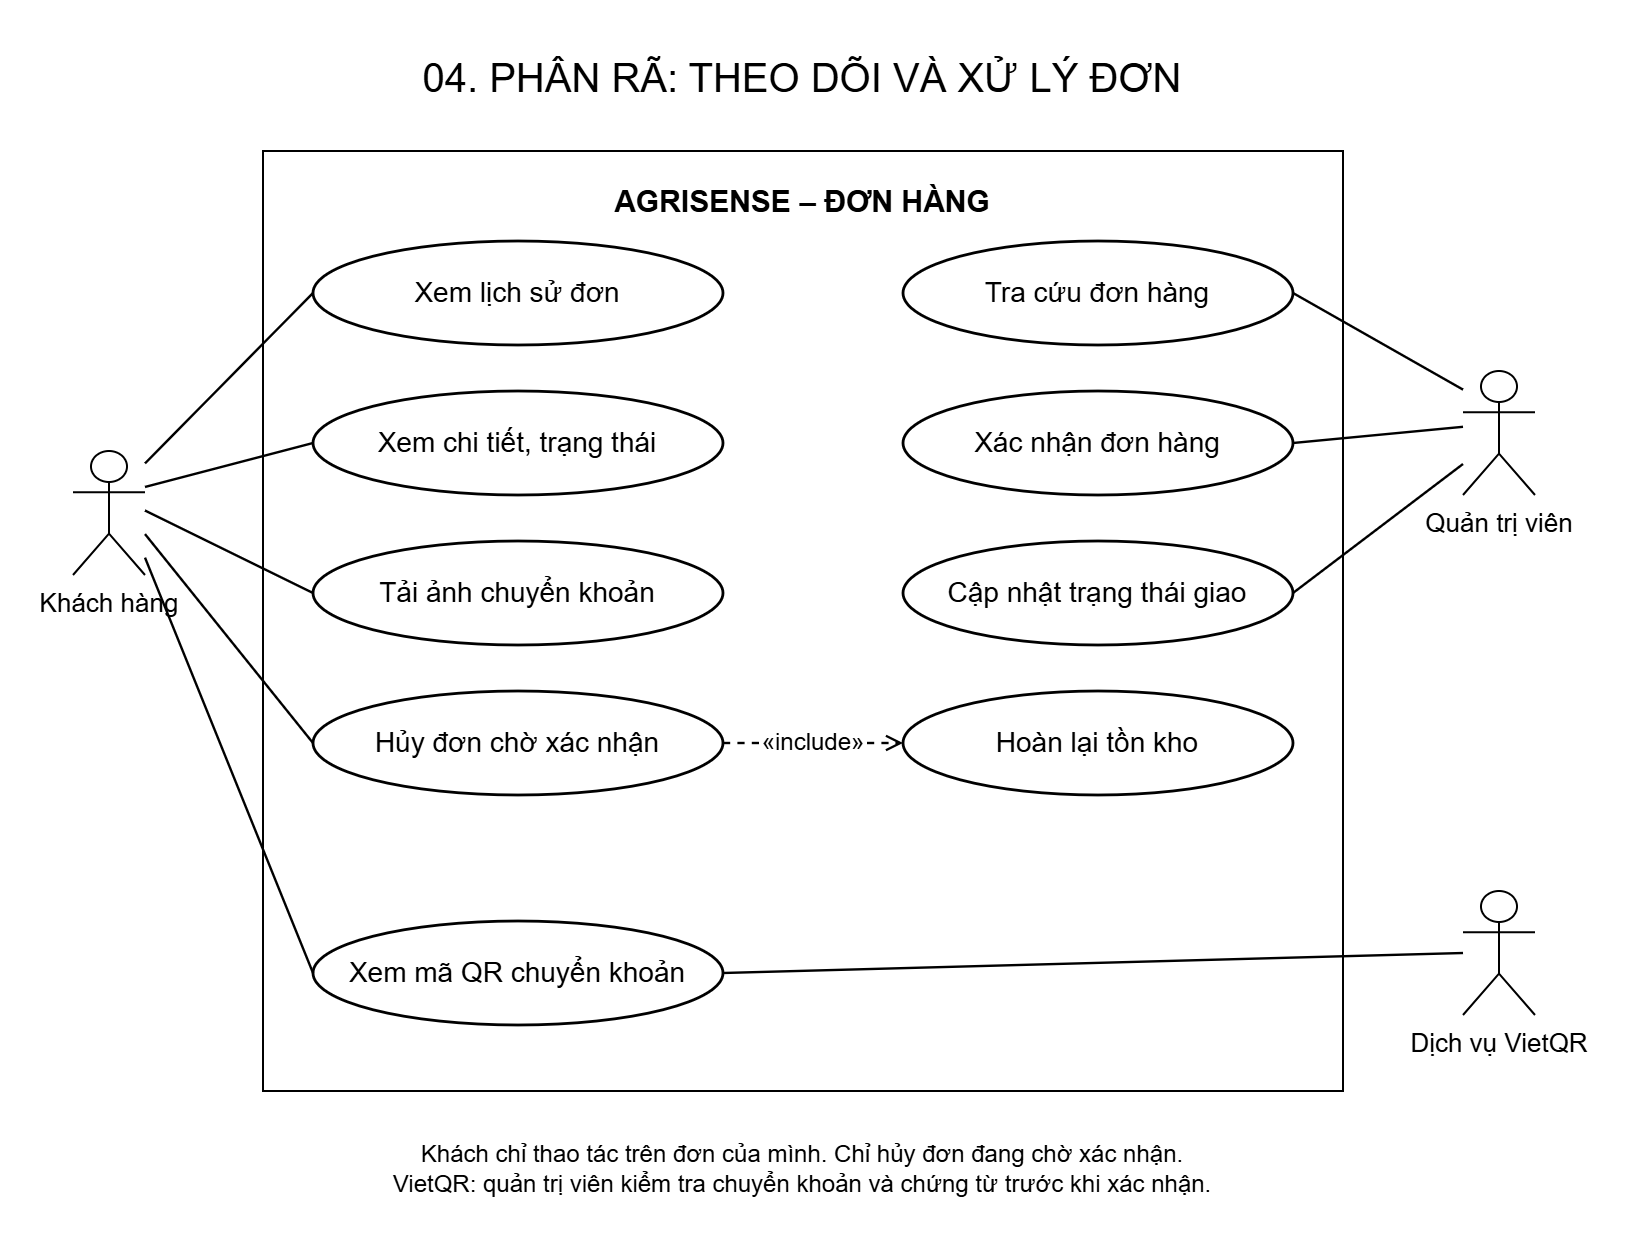 04. PHÂN RÃ: THEO DÕI VÀ XỬ LÝ ĐƠN
AGRISENSE – ĐƠN HÀNG
Xem lịch sử đơn
Tra cứu đơn hàng
Xem chi tiết, trạng thái
Xác nhận đơn hàng
Quản trị viên
Tải ảnh chuyển khoản
Cập nhật trạng thái giao
Khách hàng
Hủy đơn chờ xác nhận
«include»
Hoàn lại tồn kho
Xem mã QR chuyển khoản
Dịch vụ VietQR
Khách chỉ thao tác trên đơn của mình. Chỉ hủy đơn đang chờ xác nhận.
VietQR: quản trị viên kiểm tra chuyển khoản và chứng từ trước khi xác nhận.